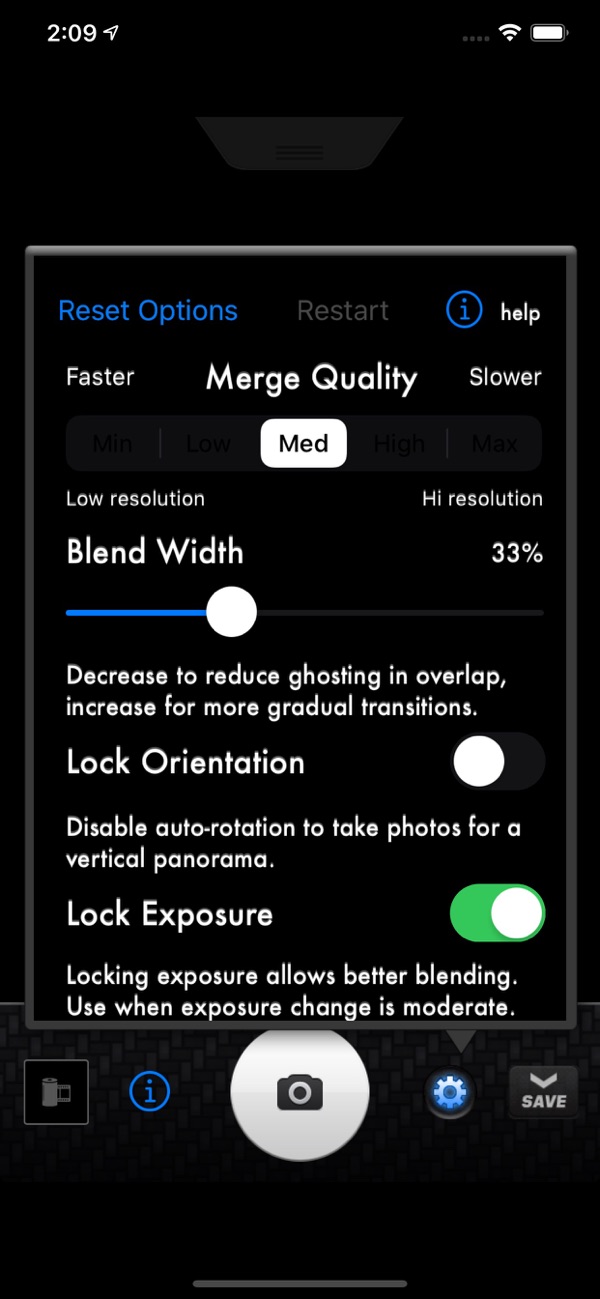 2:09
Reset Options Restart help
Faster Merge Quality Slower
Min Low Med High Max
Low resolution Hi resolution
Blend Width 33%
Decrease to reduce ghosting in overlap,
increase for more gradual transitions.
Lock Orientation
Disable auto-rotation to take photos for a
vertical panorama.
Lock Exposure
Locking exposure allows better blending.
Use when exposure change is moderate.
SAVE